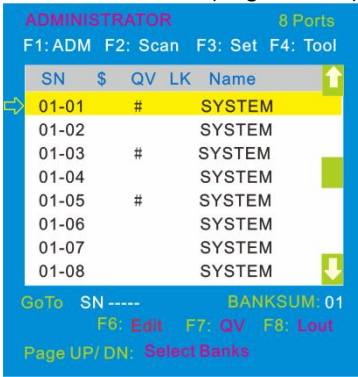 ADMINISTRATOR 8 Ports
F1: ADM F2: Scan F3: Set F4: Tool
SN $ QV LK Name
01-01 # SYSTEM
01-02 SYSTEM
01-03 # SYSTEM
01-04 SYSTEM
01-05 # SYSTEM
01-06 SYSTEM
01-07 SYSTEM
01-08 SYSTEM
GoTo SN ----- BANKSUM: 01
F6: Edit F7: QV F8: Lout
Page UP/ DN: Select Banks